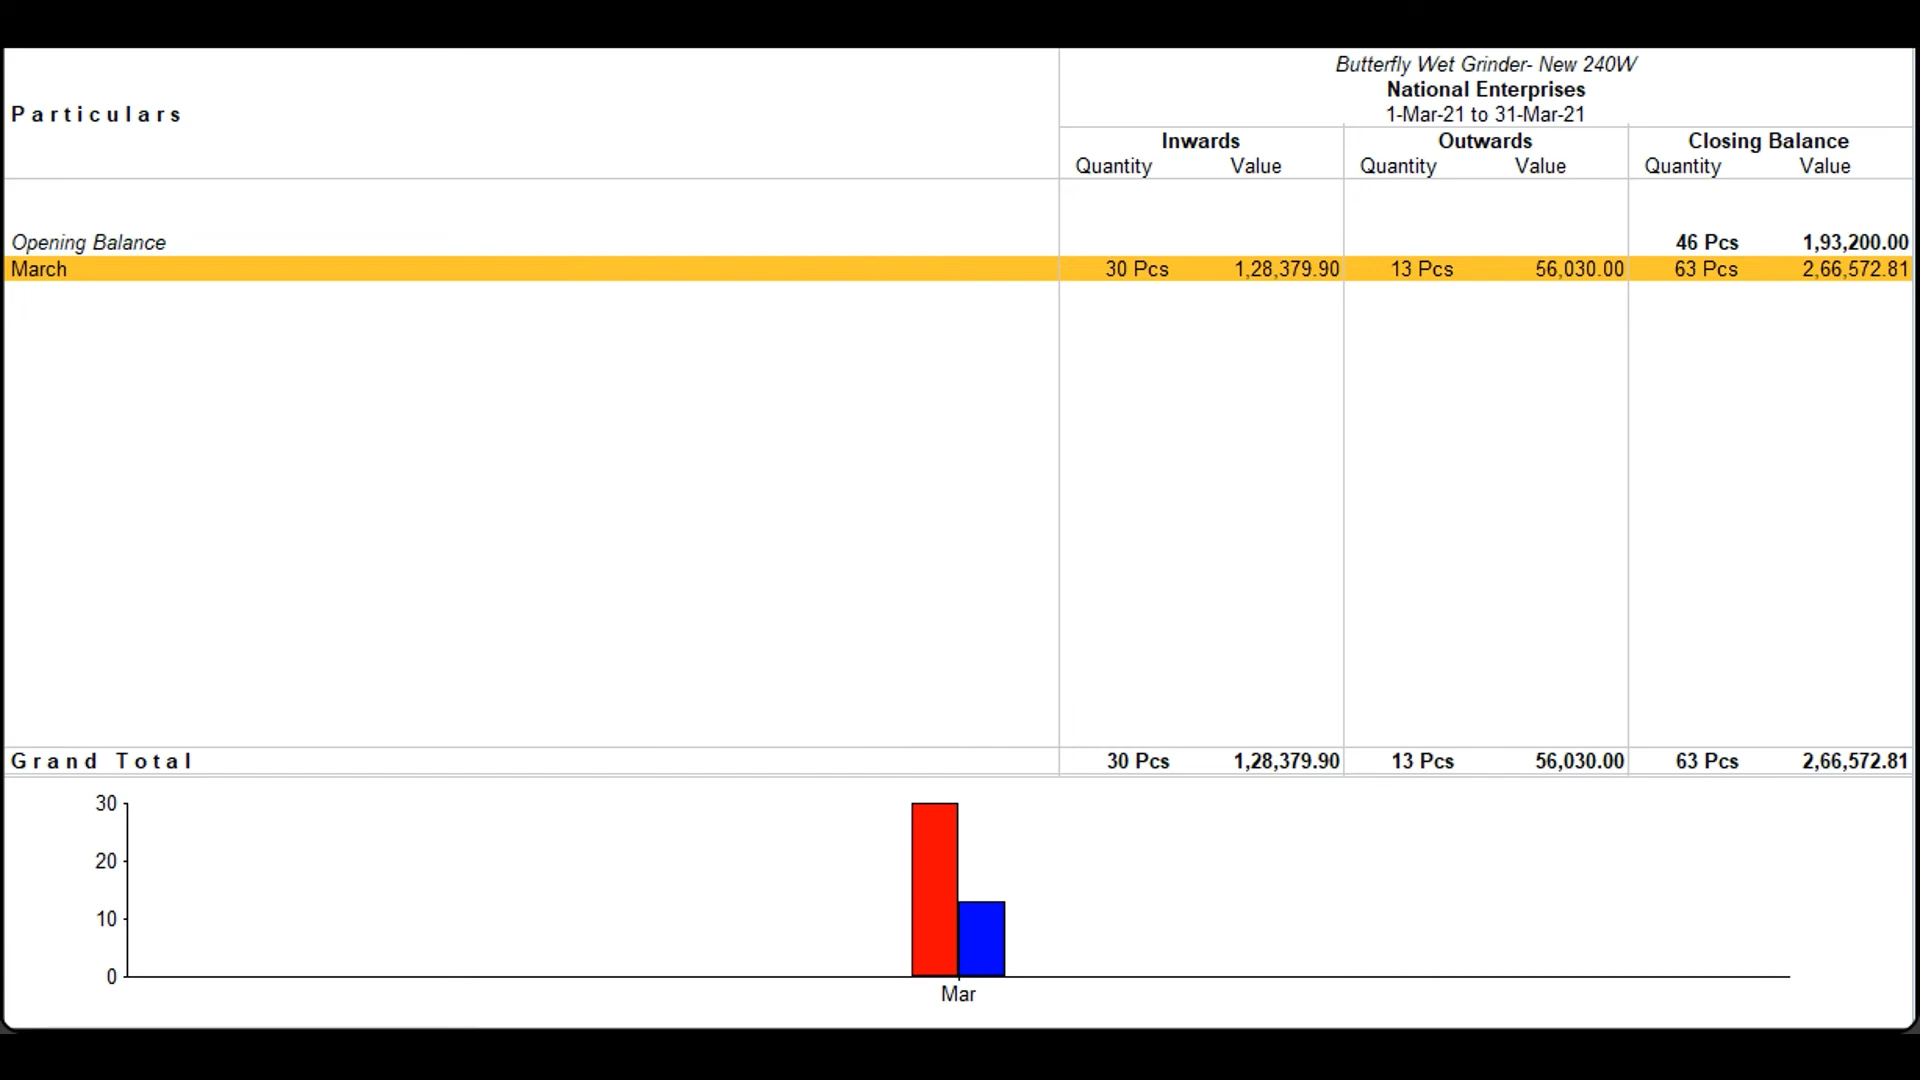 Butterfly Wet Grinder- New 240W
National Enterprises
Particulars
1-Mar-21 to 31-Mar-21
Inwards Outwards Closing Balance
Quantity Value Quantity Value Quantity Value
Opening Balance 46 Pcs 1,93,200.00
March 30 Pcs 1,28,379.90 13 Pcs 56,030.00 63 Pcs 2,66,572.81
Grand Total 30 Pcs 1,28,379.90 13 Pcs 56,030.00 63 Pcs 2,66,572.81
30
20
10
0
Mar